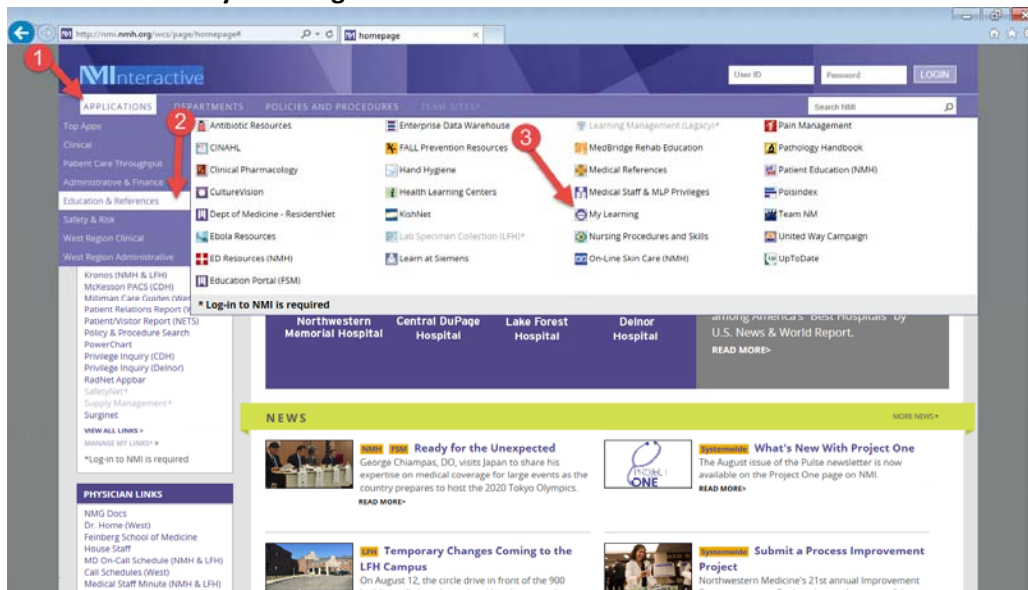 http://nmi.nmh.org/wcs/page/homepage#
homepage
1
NMInteractive
User ID
Password
LOGIN
APPLICATIONS
DEPARTMENTS
POLICIES AND PROCEDURES
TEAM SITES*
Search NMI
2
3
Top Apps
Clinical
Patient Care Throughput
Administrative & Finance
Education & References
Safety & Risk
West Region Clinical
West Region Administrative
Antibiotic Resources
CINAHL
Clinical Pharmacology
CultureVision
Dept of Medicine - ResidentNet
Ebola Resources
ED Resources (NMH)
Education Portal (FSM)
Enterprise Data Warehouse
FALL Prevention Resources
Hand Hygiene
Health Learning Centers
KishNet
Lab Specimen Collection (LFH)*
Learn at Siemens
Learning Management (Legacy)*
MedBridge Rehab Education
Medical References
Medical Staff & MLP Privileges
My Learning
Nursing Procedures and Skills
On-Line Skin Care (NMH)
Pain Management
Pathology Handbook
Patient Education (NMH)
Poisindex
Team NM
United Way Campaign
UpToDate
* Log-in to NMI is required
Kronos (NMH & LFH)
McKesson PACS (CDH)
Milliman Care Guides
Patient Relations Report
Patient/Visitor Report (NETS)
Policy & Procedure Search
PowerChart
Privilege Inquiry (CDH)
Privilege Inquiry (Delnor)
RadNet Appbar
SafetyNet*
Supply Management*
Surginet
VIEW ALL LINKS >
MANAGE MY LINKS* >
*Log-in to NMI is required
PHYSICIAN LINKS
NMG Docs
Dr. Home (West)
Feinberg School of Medicine
House Staff
MD On-Call Schedule (NMH & LFH)
Call Schedules (West)
Medical Staff Minute (NMH & LFH)
Northwestern
Memorial Hospital
Central DuPage
Hospital
Lake Forest
Hospital
Delnor
Hospital
among America's "Best Hospitals" by
U.S. News & World Report.
READ MORE>
NEWS
MORE NEWS >
NMH FSM Ready for the Unexpected
George Chiampas, DO, visits Japan to share his
expertise on medical coverage for large events as the
country prepares to host the 2020 Tokyo Olympics.
READ MORE>
PROJECT
ONE
Systemwide What's New With Project One
The August issue of the Pulse newsletter is now
available on the Project One page on NMI.
READ MORE>
LFH Temporary Changes Coming to the
LFH Campus
On August 12, the circle drive in front of the 900
Systemwide Submit a Process Improvement
Project
Northwestern Medicine's 21st annual Improvement